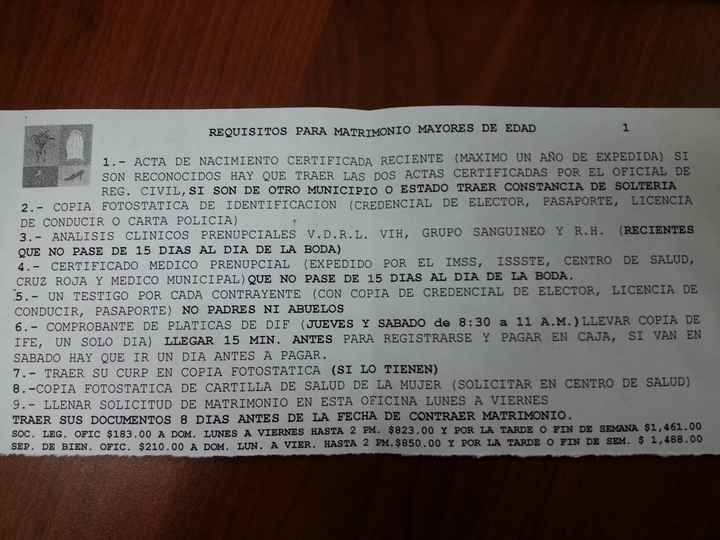 REQUISITOS PARA MATRIMONIO MAYORES DE EDAD 1
1.- ACTA DE NACIMIENTO CERTIFICADA RECIENTE (MAXIMO UN AÑO DE EXPEDIDA) SI
SON RECONOCIDOS HAY QUE TRAER LAS DOS ACTAS CERTIFICADAS POR EL OFICIAL DE
REG. CIVIL, SI SON DE OTRO MUNICIPIO O ESTADO TRAER CONSTANCIA DE SOLTERIA
2.- COPIA FOTOSTATICA DE IDENTIFICACION (CREDENCIAL DE ELECTOR, PASAPORTE, LICENCIA
DE CONDUCIR O CARTA POLICIA)
3.- ANALISIS CLINICOS PRENUPCIALES V.D.R.L. VIH, GRUPO SANGUINEO Y R.H. (RECIENTES
QUE NO PASE DE 15 DIAS AL DIA DE LA BODA)
4.- CERTIFICADO MEDICO PRENUPCIAL (EXPEDIDO POR EL IMSS, ISSSTE, CENTRO DE SALUD,
CRUZ ROJA Y MEDICO MUNICIPAL) QUE NO PASE DE 15 DIAS AL DIA DE LA BODA.
5.- UN TESTIGO POR CADA CONTRAYENTE (CON COPIA DE CREDENCIAL DE ELECTOR, LICENCIA DE
CONDUCIR, PASAPORTE) NO PADRES NI ABUELOS
6.- COMPROBANTE DE PLATICAS DE DIF (JUEVES Y SABADO de 8:30 a 11 A.M.)LLEVAR COPIA DE
IFE, UN SOLO DIA) LLEGAR 15 MIN. ANTES PARA REGISTRARSE Y PAGAR EN CAJA, SI VAN EN
SABADO HAY QUE IR UN DIA ANTES A PAGAR.
7.- TRAER SU CURP EN COPIA FOTOSTATICA (SI LO TIENEN)
8.-COPIA FOTOSTATICA DE CARTILLA DE SALUD DE LA MUJER (SOLICITAR EN CENTRO DE SALUD)
9.- LLENAR SOLICITUD DE MATRIMONIO EN ESTA OFICINA LUNES A VIERNES
TRAER SUS DOCUMENTOS 8 DIAS ANTES DE LA FECHA DE CONTRAER MATRIMONIO.
SOC. LEG. OFIC $183.00 A DOM. LUNES A VIERNES HASTA 2 PM. $823.00 Y POR LA TARDE O FIN DE SEMANA $1,461.00
SEP. DE BIEN. OFIC. $210.00 A DOM. LUN. A VIER. HASTA 2 PM.$850.00 Y POR LA TARDE O FIN DE SEM. $ 1,488.00